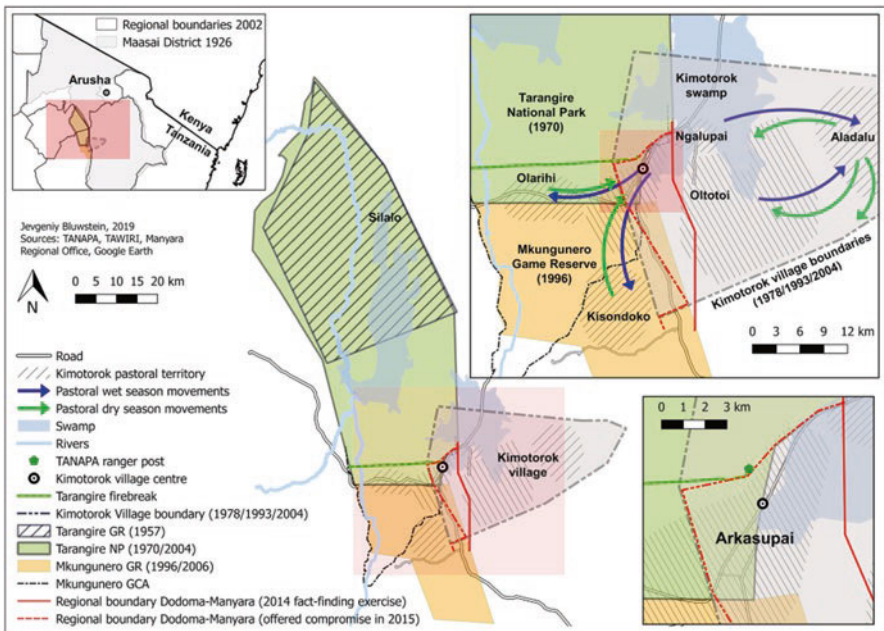 Regional boundaries 2002
Maasai District 1926
Arusha
Kenya
Tanzania
Jevgeniy Bluwstein, 2019
Sources: TANAPA, TAWIRI, Manyara
Regional Office, Google Earth
N
0 5 10 15 20 km
Road
Kimotorok pastoral territory
Pastoral wet season movements
Pastoral dry season movements
Swamp
Rivers
TANAPA ranger post
Kimotorok village centre
Tarangire firebreak
Kimotorok Village boundary (1978/1993/2004)
Tarangire GR (1957)
Tarangire NP (1970/2004)
Mkungunero GR (1996/2006)
Mkungunero GCA
Regional boundary Dodoma-Manyara (2014 fact-finding exercise)
Regional boundary Dodoma-Manyara (offered compromise in 2015)
Silalo
Kimotorok
village
Tarangire
National Park
(1970)
Kimotorok
swamp
Ngalupai
Aladalu
Olarihi
Oltotoi
Mkungunero
Game Reserve
(1996)
Kisondoko
Kimotorok village boundaries
(1978/1993/2004)
0 3 6 9 12 km
0 1 2 3 km
Arkasupai